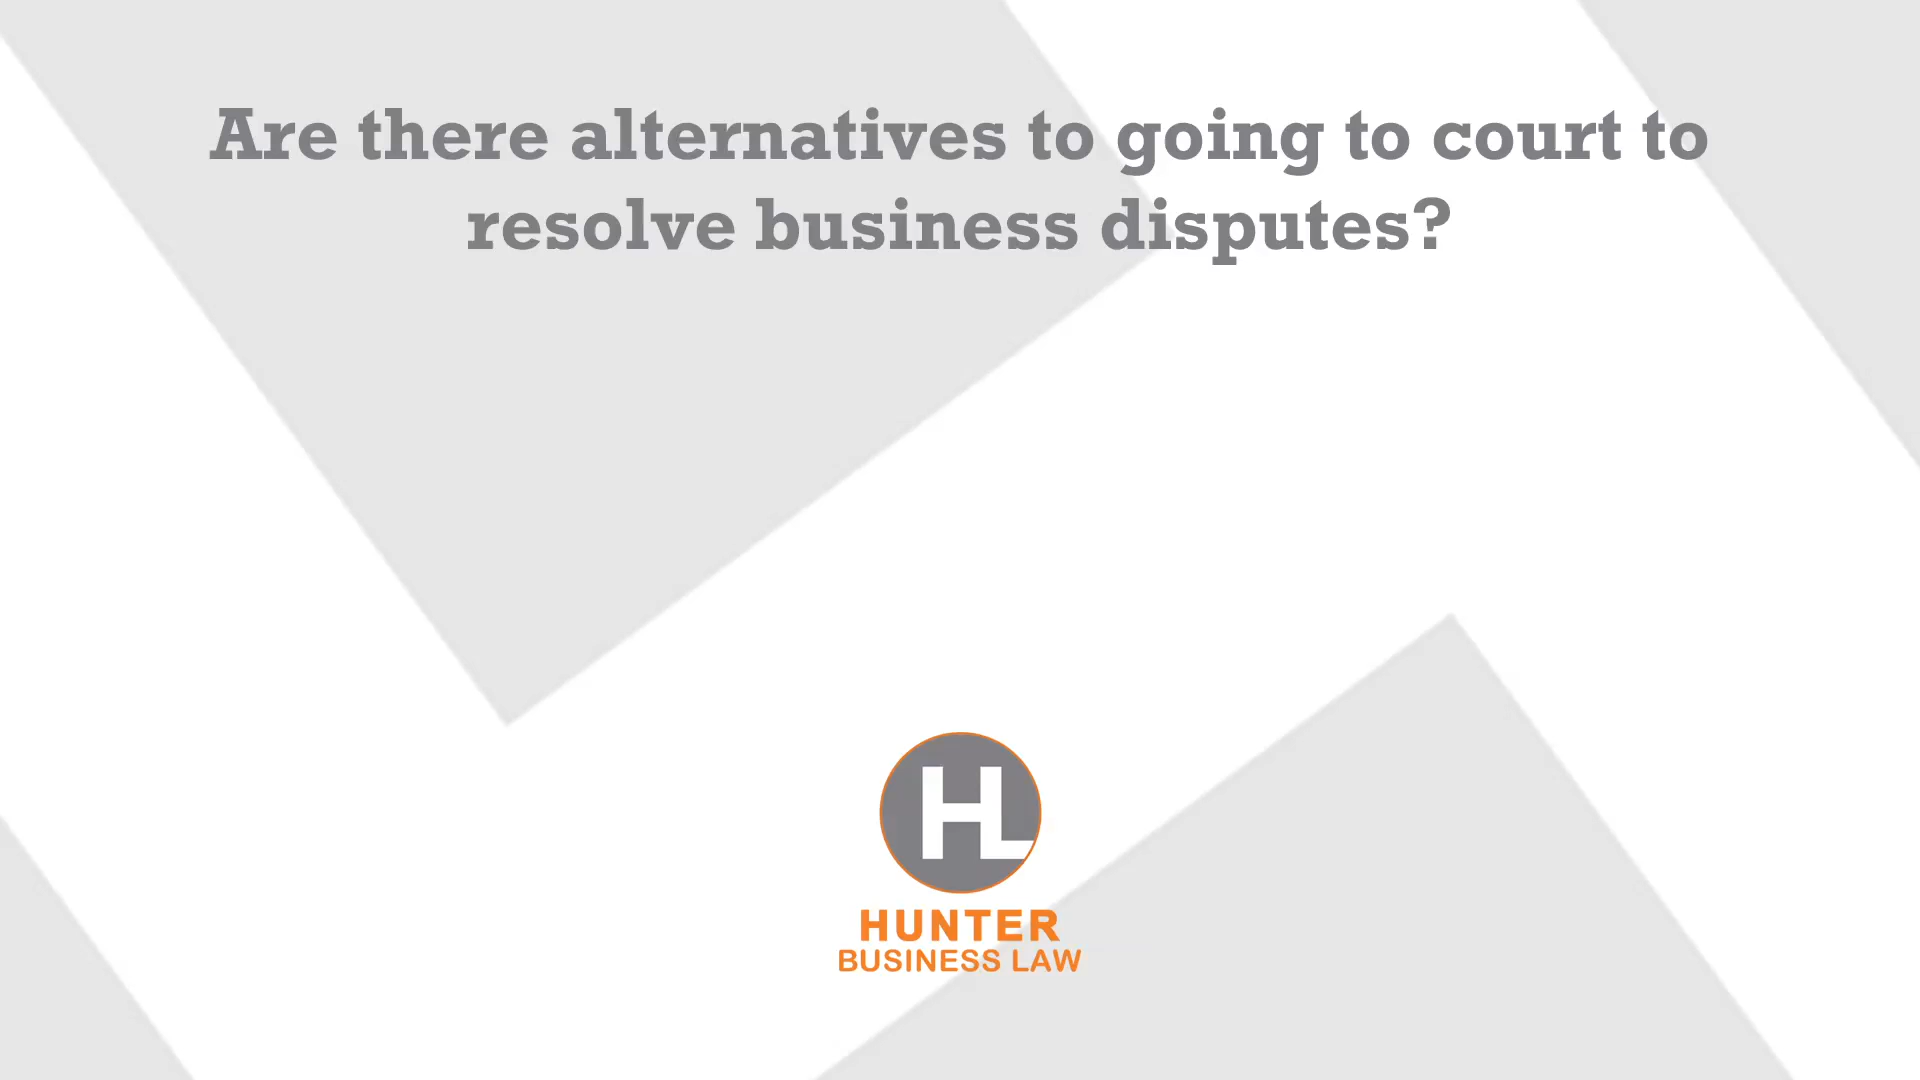 Are there alternatives to going to court to
resolve business disputes?
HL
HUNTER
BUSINESS LAW